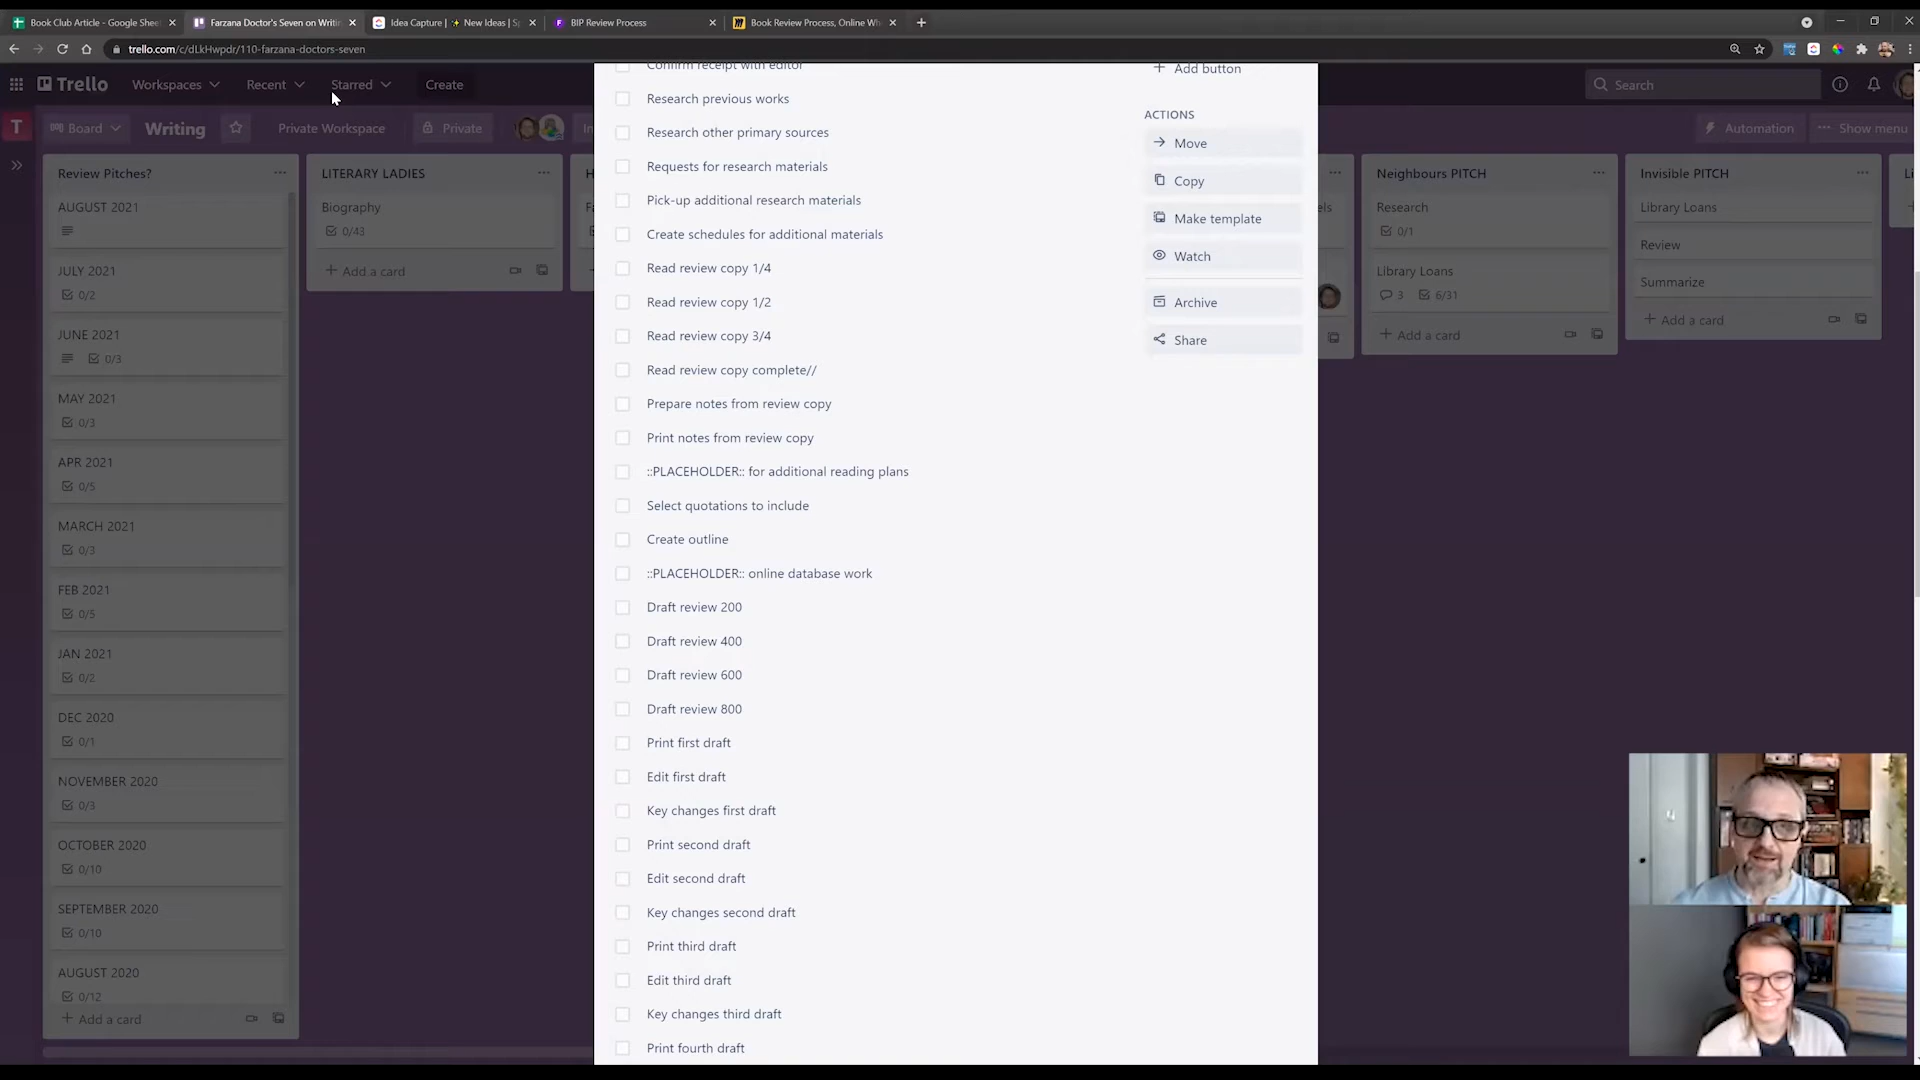 Book Club Article - Google Shee
Farzana Doctor's Seven on Writin
Idea Capture | ✨ New Ideas | S
BIP Review Process
Book Review Process, Online Wh
trello.com/c/dLkHwpdr/110-farzana-doctors-seven
Trello
Workspaces
Recent
Starred
Create
Search
T
Board
Writing
Private Workspace
Private
In
Automation
Show menu
Review Pitches?
AUGUST 2021
JULY 2021
0/2
JUNE 2021
0/3
MAY 2021
0/3
APR 2021
0/5
MARCH 2021
0/3
FEB 2021
0/5
JAN 2021
0/2
DEC 2020
0/1
NOVEMBER 2020
0/3
OCTOBER 2020
0/10
SEPTEMBER 2020
0/10
AUGUST 2020
0/12
+ Add a card
LITERARY LADIES
Biography
0/43
+ Add a card
Confirm receipt with editor
Research previous works
Research other primary sources
Requests for research materials
Pick-up additional research materials
Create schedules for additional materials
Read review copy 1/4
Read review copy 1/2
Read review copy 3/4
Read review copy complete//
Prepare notes from review copy
Print notes from review copy
::PLACEHOLDER:: for additional reading plans
Select quotations to include
Create outline
::PLACEHOLDER:: online database work
Draft review 200
Draft review 400
Draft review 600
Draft review 800
Print first draft
Edit first draft
Key changes first draft
Print second draft
Edit second draft
Key changes second draft
Print third draft
Edit third draft
Key changes third draft
Print fourth draft
+ Add button
ACTIONS
Move
Copy
Make template
Watch
Archive
Share
Neighbours PITCH
Research
0/1
Library Loans
3 6/31
+ Add a card
Invisible PITCH
Library Loans
Review
Summarize
+ Add a card